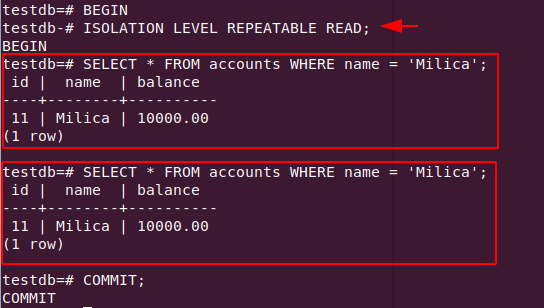 testdb=# BEGIN
testdb-# ISOLATION LEVEL REPEATABLE READ;
BEGIN
testdb=# SELECT * FROM accounts WHERE name = 'Milica';
 id |  name  | balance
----+--------+----------
 11 | Milica | 10000.00
(1 row)

testdb=# SELECT * FROM accounts WHERE name = 'Milica';
 id |  name  | balance
----+--------+----------
 11 | Milica | 10000.00
(1 row)

testdb=# COMMIT;
COMMIT